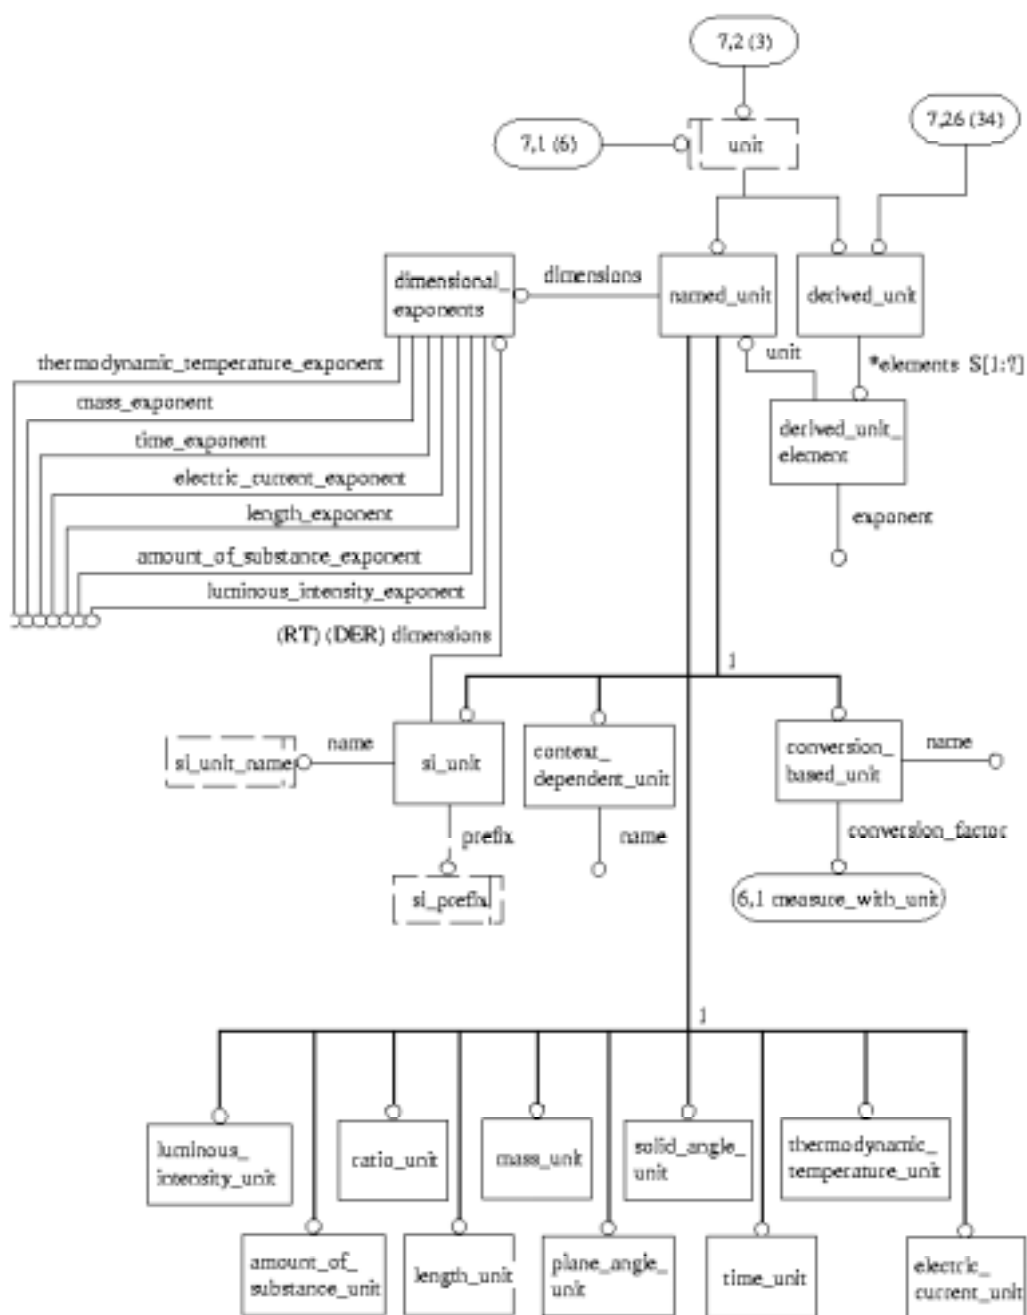 7,2 (3)
7,26 (34)
7,1 (6)
unit
dimensional_
exponents
dimensions
named_unit
derived_unit
unit
*elements S[1:?]
thermodynamic_temperature_exponent
mass_exponent
time_exponent
electric_current_exponent
length_exponent
amount_of_substance_exponent
luminous_intensity_exponent
derived_unit_
element
exponent
(RT) (DER) dimensions
1
si_unit_name
name
si_unit
context_
dependent_unit
conversion_
based_unit
name
prefix
name
conversion_factor
si_prefix
6,1 measure_with_unit
1
luminous_
intensity_unit
ratio_unit
mass_unit
solid_angle_
unit
thermodynamic_
temperature_unit
amount_of_
substance_unit
length_unit
plane_angle_
unit
time_unit
electric_
current_unit